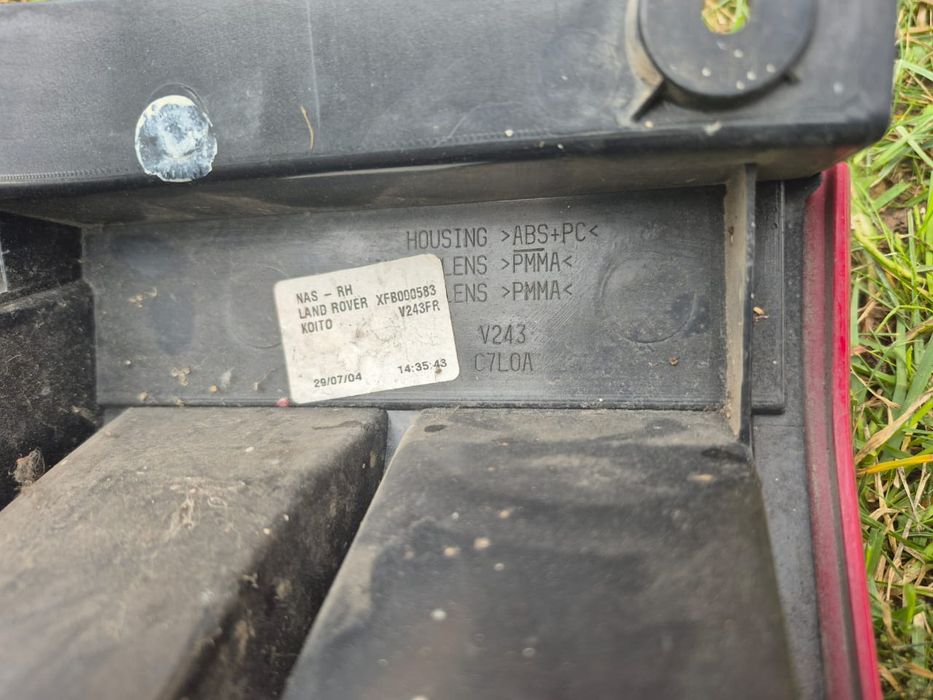 HOUSING >ABS+PC<
LENS >PMMA<
LENS >PMMA<
V243
C7LOA
NAS - RH
LAND ROVER XFB000583
KOITO V243FR
29/07/04 14:35:43